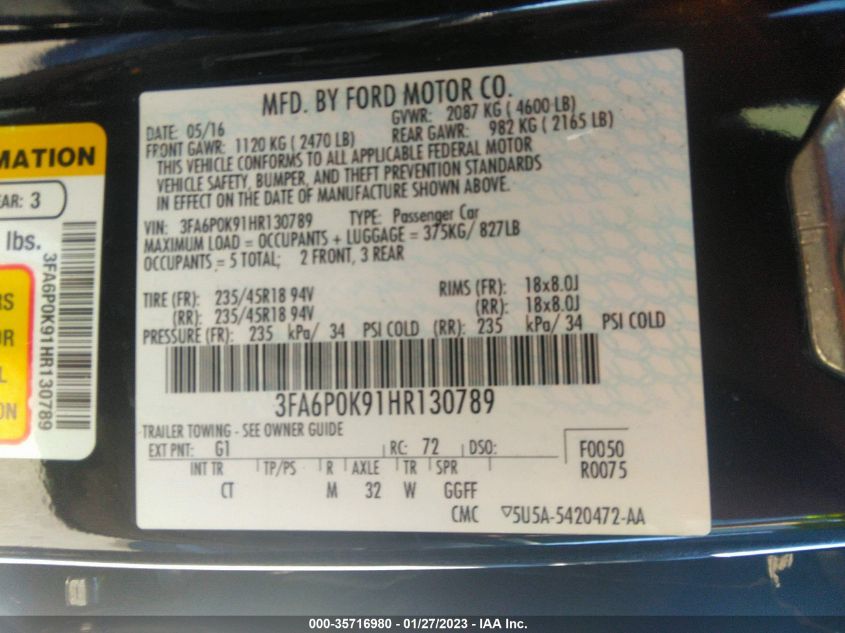 MFD. BY FORD MOTOR CO.
DATE: 05/16 GVWR: 2087 KG ( 4600 LB)
FRONT GAWR: 1120 KG ( 2470 LB) REAR GAWR: 982 KG ( 2165 LB)
THIS VEHICLE CONFORMS TO ALL APPLICABLE FEDERAL MOTOR
VEHICLE SAFETY, BUMPER, AND THEFT PREVENTION STANDARDS
IN EFFECT ON THE DATE OF MANUFACTURE SHOWN ABOVE.
VIN: 3FA6P0K91HR130789 TYPE: Passenger Car
MAXIMUM LOAD = OCCUPANTS + LUGGAGE = 375KG/ 827LB
OCCUPANTS = 5 TOTAL; 2 FRONT, 3 REAR
TIRE (FR): 235/45R18 94V RIMS (FR): 18x8.0J
(RR): 235/45R18 94V (RR): 18x8.0J
PRESSURE (FR): 235 kPa/ 34 PSI COLD (RR): 235 kPa/ 34 PSI COLD
3FA6P0K91HR130789
TRAILER TOWING - SEE OWNER GUIDE
EXT PNT: G1 RC: 72 DSO: F0050
INT TR TP/PS R AXLE TR SPR R0075
CT M 32 W GGFF
CMC ▽5U5A-5420472-AA
MATION
EAR: 3
lbs.
RS
OR
L
ON
3FA6P0K91HR130789
000-35716980 - 01/27/2023 - IAA Inc.